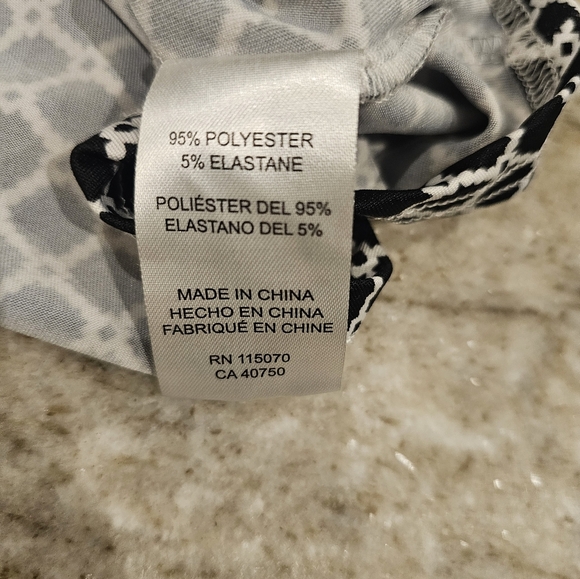 95% POLYESTER
5% ELASTANE
POLIÉSTER DEL 95%
ELASTANO DEL 5%
MADE IN CHINA
HECHO EN CHINA
FABRIQUÉ EN CHINE
RN 115070
CA 40750